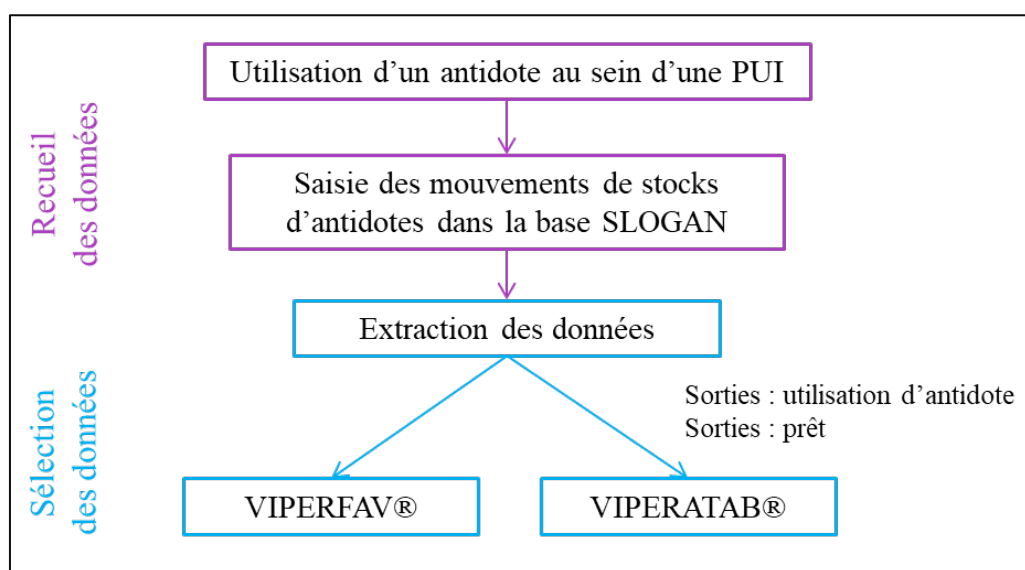 Utilisation d’un antidote au sein d’une PUI
Recueil
des données
Saisie des mouvements de stocks
d’antidotes dans la base SLOGAN
Extraction des données
Sélection
des données
Sorties : utilisation d’antidote
Sorties : prêt
VIPERFAV®
VIPERATAB®